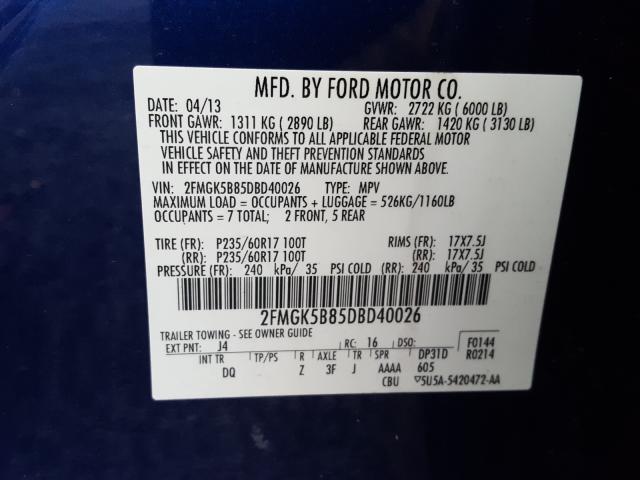 MFD. BY FORD MOTOR CO.
DATE: 04/13 GVWR: 2722 KG ( 6000 LB)
FRONT GAWR: 1311 KG ( 2890 LB) REAR GAWR: 1420 KG ( 3130 LB)
THIS VEHICLE CONFORMS TO ALL APPLICABLE FEDERAL MOTOR
VEHICLE SAFETY AND THEFT PREVENTION STANDARDS
IN EFFECT ON THE DATE OF MANUFACTURE SHOWN ABOVE.
VIN: 2FMGK5B85DBD40026 TYPE: MPV
MAXIMUM LOAD = OCCUPANTS + LUGGAGE = 526KG/1160LB
OCCUPANTS = 7 TOTAL; 2 FRONT, 5 REAR
TIRE (FR): P235/60R17 100T RIMS (FR): 17X7.5J
(RR): P235/60R17 100T (RR): 17X7.5J
PRESSURE (FR): 240 kPa/ 35 PSI COLD (RR): 240 kPa/ 35 PSI COLD
2FMGK5B85DBD40026
TRAILER TOWING - SEE OWNER GUIDE
EXT PNT: J4 RC: 16 DSO: F0144
INT TR TP/PS R AXLE TR SPR DP31D R0214
DQ Z 3F J AAAA 605
CBU ▽5U5A-5420472-AA